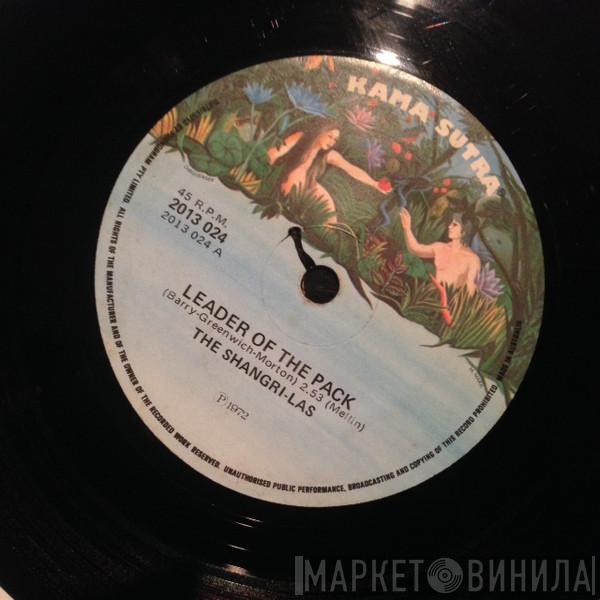 KAMA SUTRA
45 R.P.M.
2013 024
2013 024 A
LEADER OF THE PACK
(Barry-Greenwich-Morton) 2.53 (Mellin)
THE SHANGRI-LAS
℗ 1972
PTY LIMITED. ALL RIGHTS OF THE MANUFACTURER AND OF THE OWNER OF THE RECORDED WORK RESERVED. UNAUTHORISED PUBLIC PERFORMANCE, BROADCASTING AND COPYING OF THIS RECORD PROHIBITED. MADE IN AUSTRALIA
МАРКЕТ ВИНИЛА